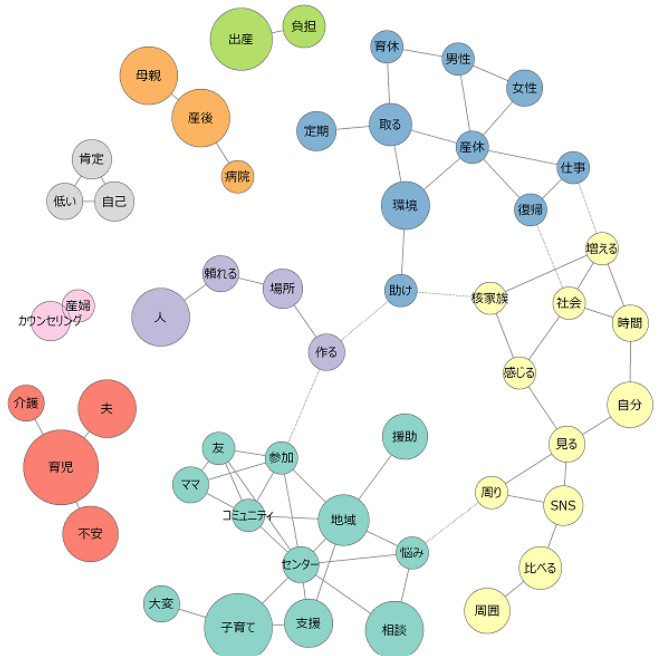 負担
出産
育休
男性
母親
女性
産後
定期
取る
産休
肯定
仕事
病院
低い
自己
環境
復帰
増える
頼れる
場所
助け
核家族
社会
産婦
カウンセリング
人
時間
作る
感じる
介護
夫
自分
援助
見る
友
参加
育児
ママ
周り
SNS
コミュニティ
地域
不安
悩み
センター
比べる
大変
周囲
子育て
支援
相談